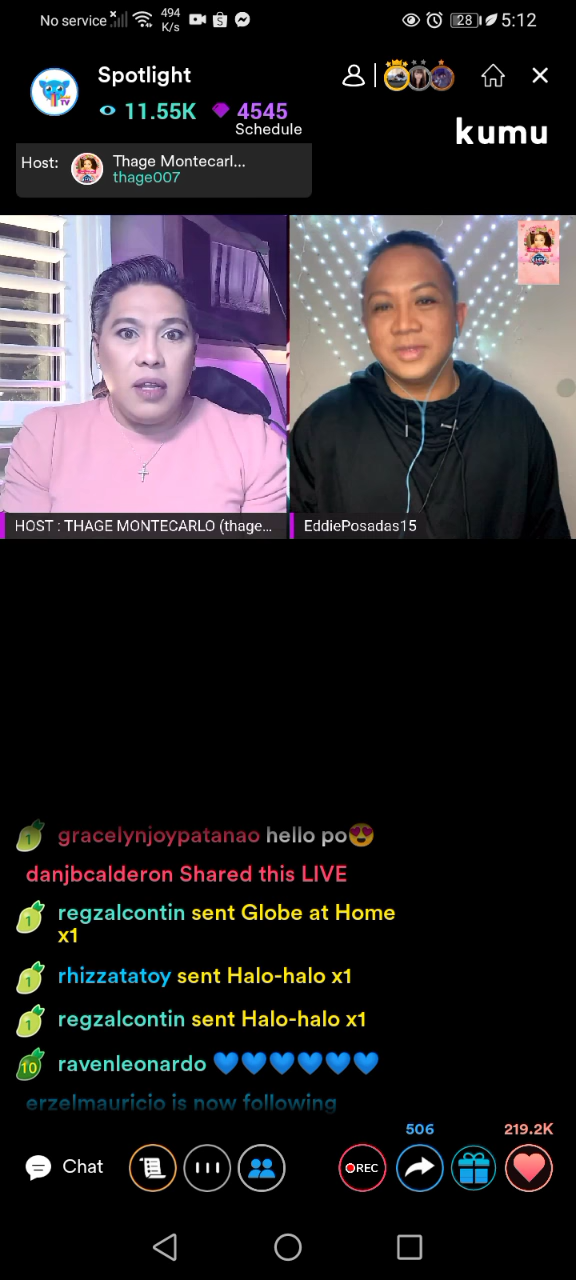 No service
494
K/s
28
5:12
Spotlight
11.55K
4545
Schedule
kumu
Host:
Thage Montecarl...
thage007
HOST : THAGE MONTECARLO (thage...
EddiePosadas15
1
gracelynjoypatanao hello po😍
danjbcalderon Shared this LIVE
1
regzalcontin sent Globe at Home
x1
1
rhizzatatoy sent Halo-halo x1
1
regzalcontin sent Halo-halo x1
10
ravenleonardo 💙💙💙💙💙💙
erzelmauricio is now following
506
219.2K
Chat
REC